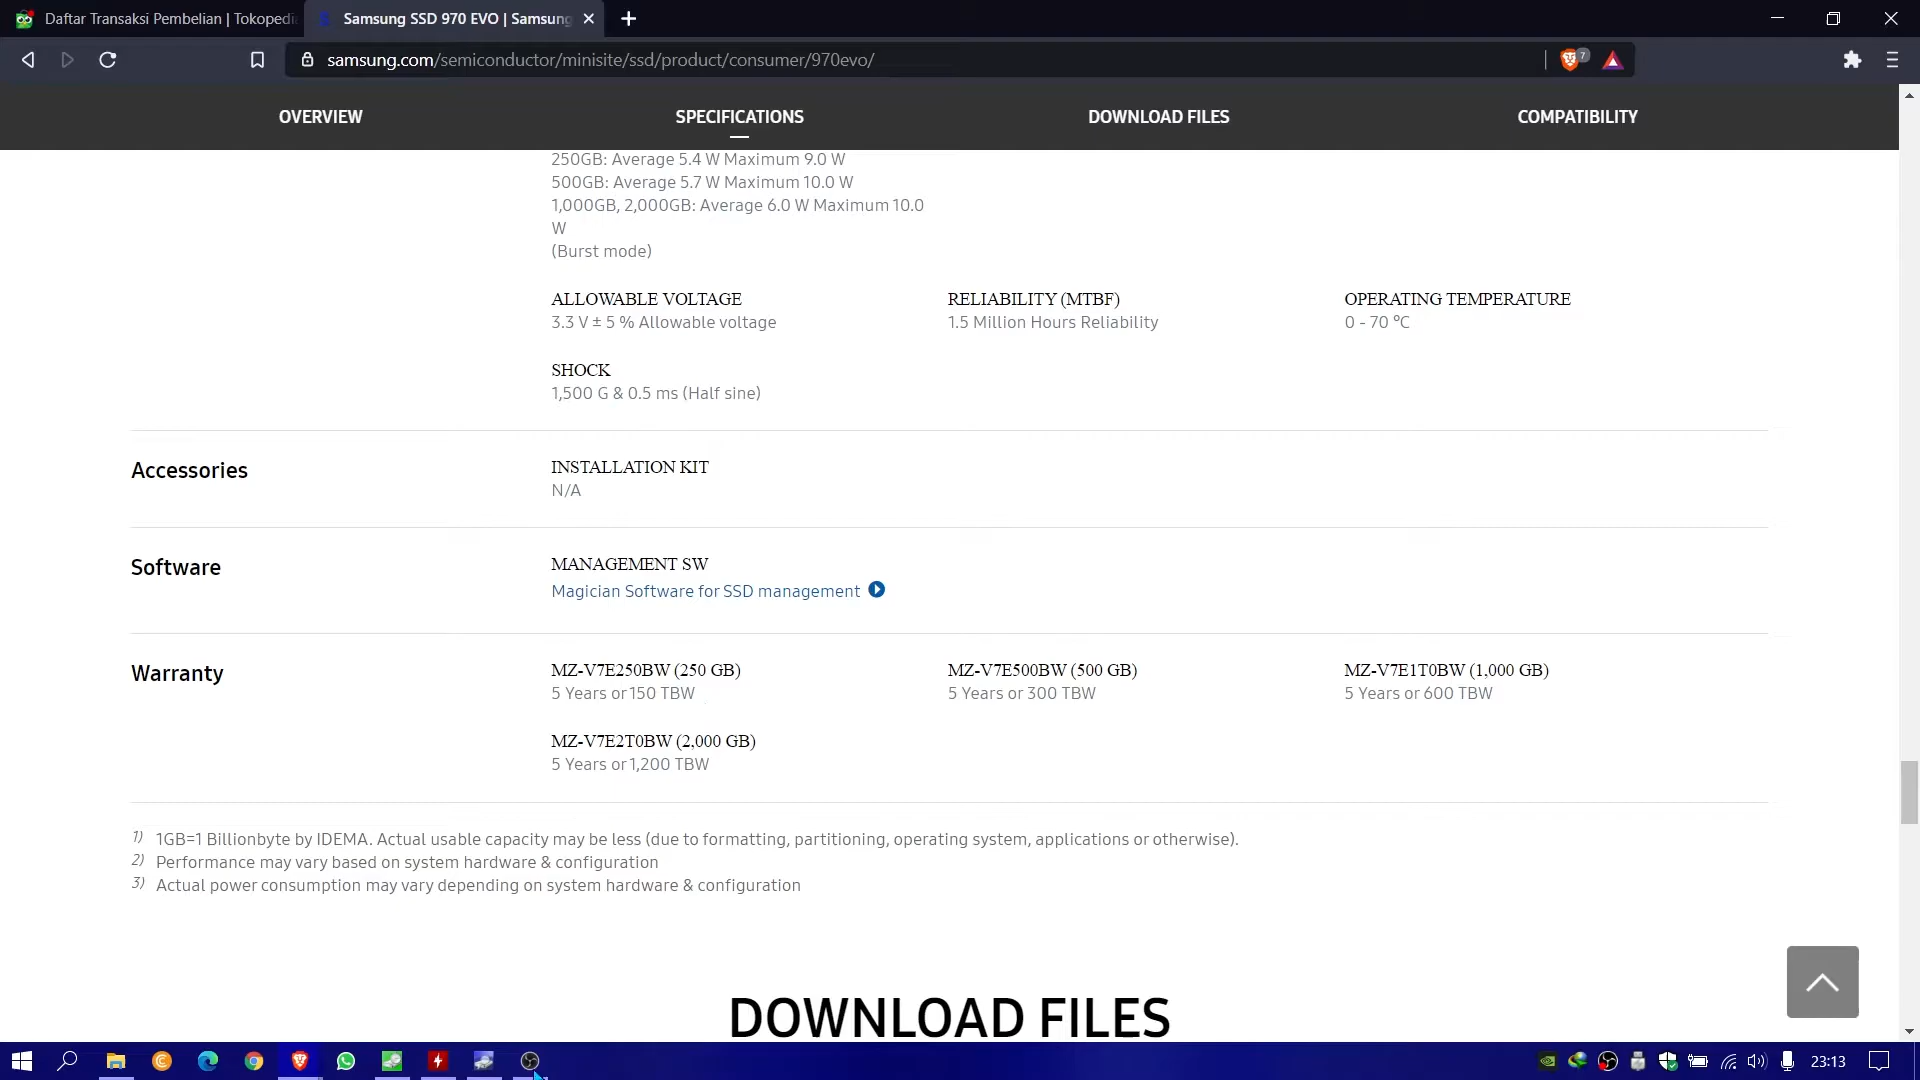 Daftar Transaksi Pembelian | Tokopedi
Samsung SSD 970 EVO | Samsung
samsung.com/semiconductor/minisite/ssd/product/consumer/970evo/
7
OVERVIEW
SPECIFICATIONS
DOWNLOAD FILES
COMPATIBILITY
250GB: Average 5.4 W Maximum 9.0 W
500GB: Average 5.7 W Maximum 10.0 W
1,000GB, 2,000GB: Average 6.0 W Maximum 10.0
W
(Burst mode)
ALLOWABLE VOLTAGE
3.3 V ± 5 % Allowable voltage
RELIABILITY (MTBF)
1.5 Million Hours Reliability
OPERATING TEMPERATURE
0 - 70 ℃
SHOCK
1,500 G & 0.5 ms (Half sine)
Accessories
INSTALLATION KIT
N/A
Software
MANAGEMENT SW
Magician Software for SSD management
Warranty
MZ-V7E250BW (250 GB)
5 Years or 150 TBW
MZ-V7E500BW (500 GB)
5 Years or 300 TBW
MZ-V7E1T0BW (1,000 GB)
5 Years or 600 TBW
MZ-V7E2T0BW (2,000 GB)
5 Years or 1,200 TBW
1) 1GB=1 Billionbyte by IDEMA. Actual usable capacity may be less (due to formatting, partitioning, operating system, applications or otherwise).
2) Performance may vary based on system hardware & configuration
3) Actual power consumption may vary depending on system hardware & configuration
DOWNLOAD FILES
23:13